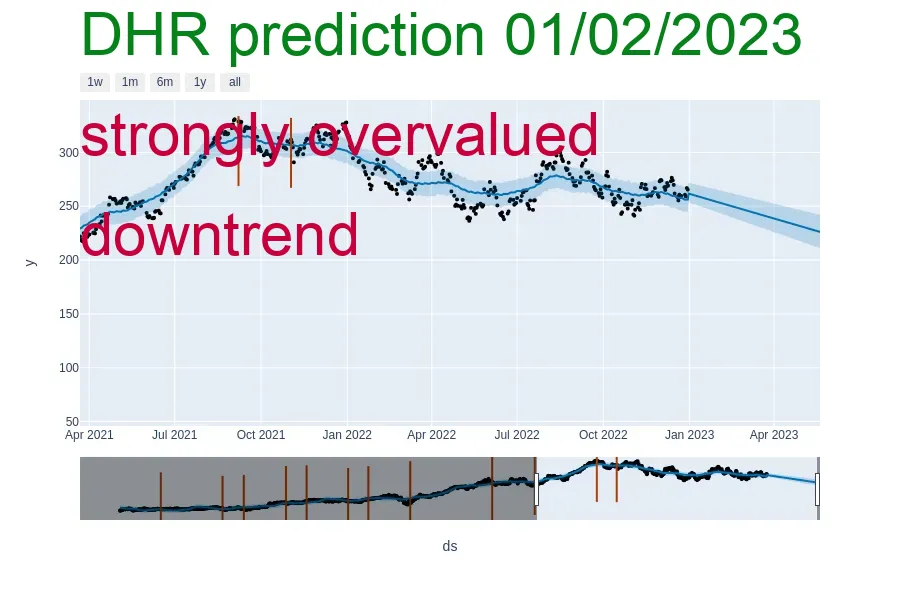 DHR prediction 01/02/2023
1w 1m 6m 1y all
strongly overvalued
300
250
downtrend
200
y
150
100
50
Apr 2021 Jul 2021 Oct 2021 Jan 2022 Apr 2022 Jul 2022 Oct 2022 Jan 2023 Apr 2023
ds